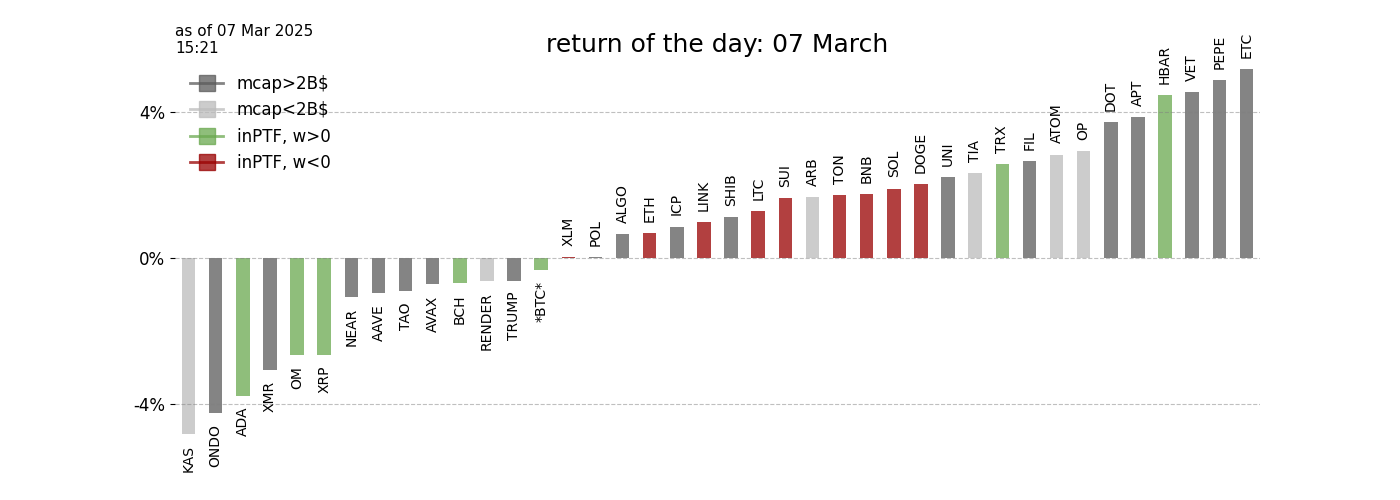 as of 07 Mar 2025
15:21
return of the day: 07 March
mcap>2B$
mcap<2B$
inPTF, w>0
inPTF, w<0
4%
0%
-4%
KAS
ONDO
ADA
XMR
OM
XRP
NEAR
AAVE
TAO
AVAX
BCH
RENDER
TRUMP
*BTC*
XLM
POL
ALGO
ETH
ICP
LINK
SHIB
LTC
SUI
ARB
TON
BNB
SOL
DOGE
UNI
TIA
TRX
FIL
ATOM
OP
DOT
APT
HBAR
VET
PEPE
ETC